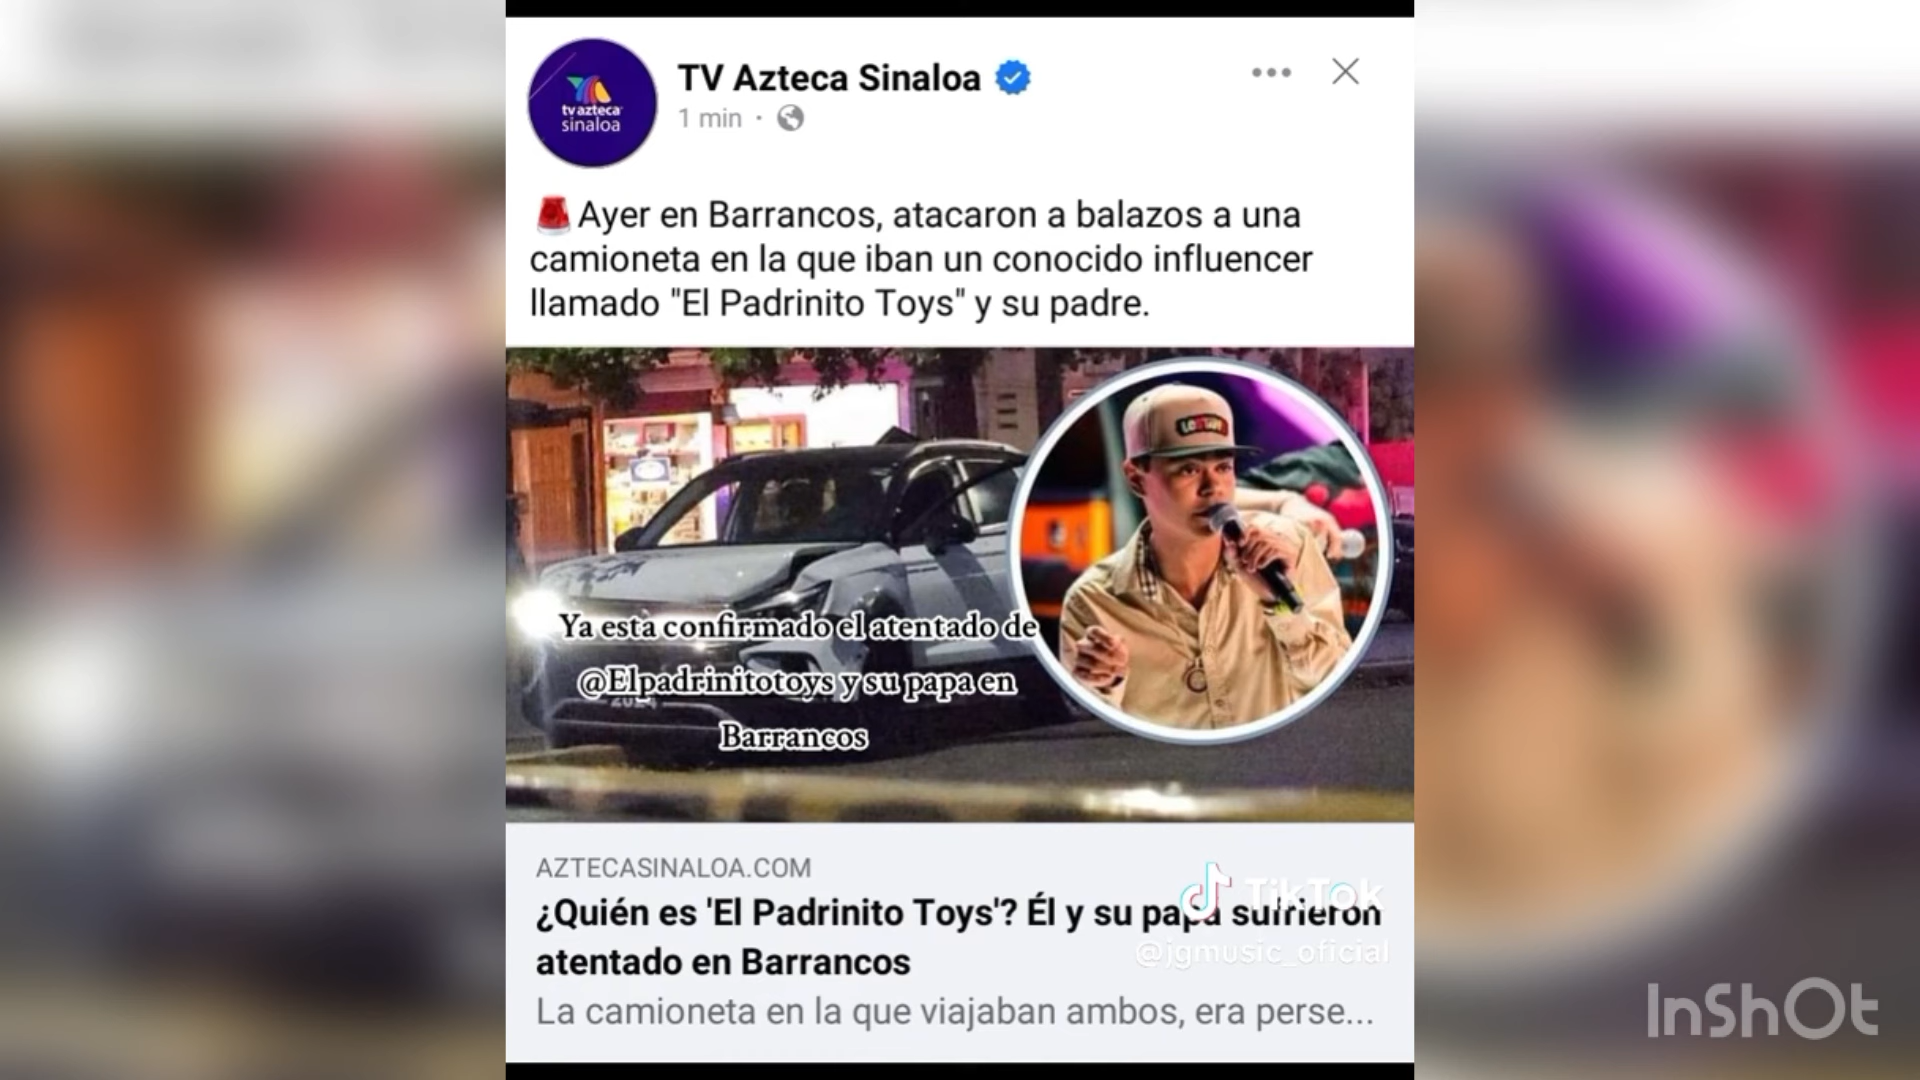 TV Azteca Sinaloa
1 min ·
tv azteca
sinaloa
Ayer en Barrancos, atacaron a balazos a una
camioneta en la que iban un conocido influencer
llamado "El Padrinito Toys" y su padre.
Ya esta confirmado el atentado de
@Elpadrinitotoys y su papa en
Barrancos
AZTECASINALOA.COM
¿Quién es 'El Padrinito Toys'? Él y su papá sufrieron
atentado en Barrancos
La camioneta en la que viajaban ambos, era perse...
TikTok
@jgmusic_oficial
InShOt